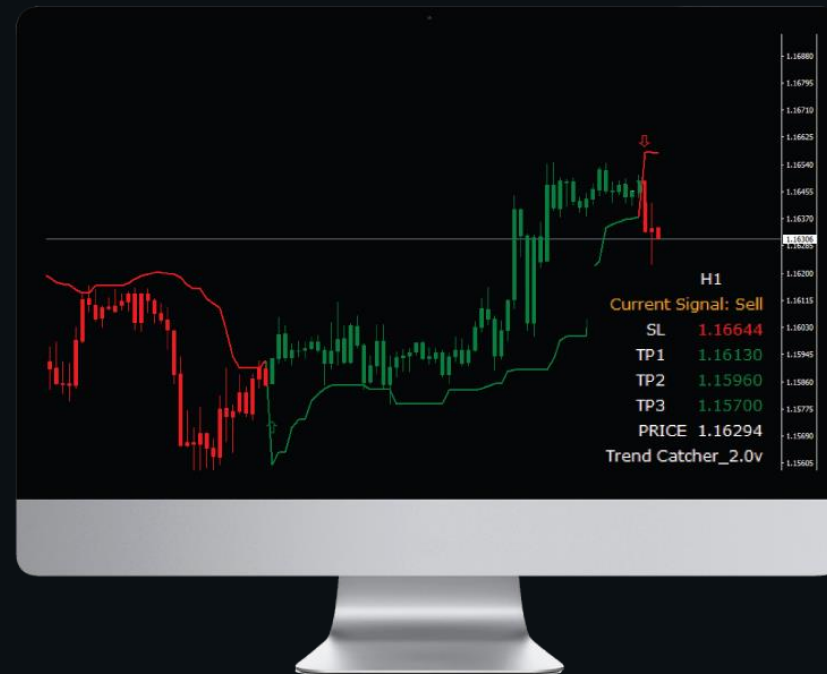 1.16880
1.16795
1.16710
1.16625
1.16540
1.16455
1.16370
1.16306
1.16285
1.16200
1.16115
1.16030
1.15945
1.15860
1.15775
1.15690
1.15605
H1
Current Signal: Sell
SL 1.16644
TP1 1.16130
TP2 1.15960
TP3 1.15700
PRICE 1.16294
Trend Catcher_2.0v